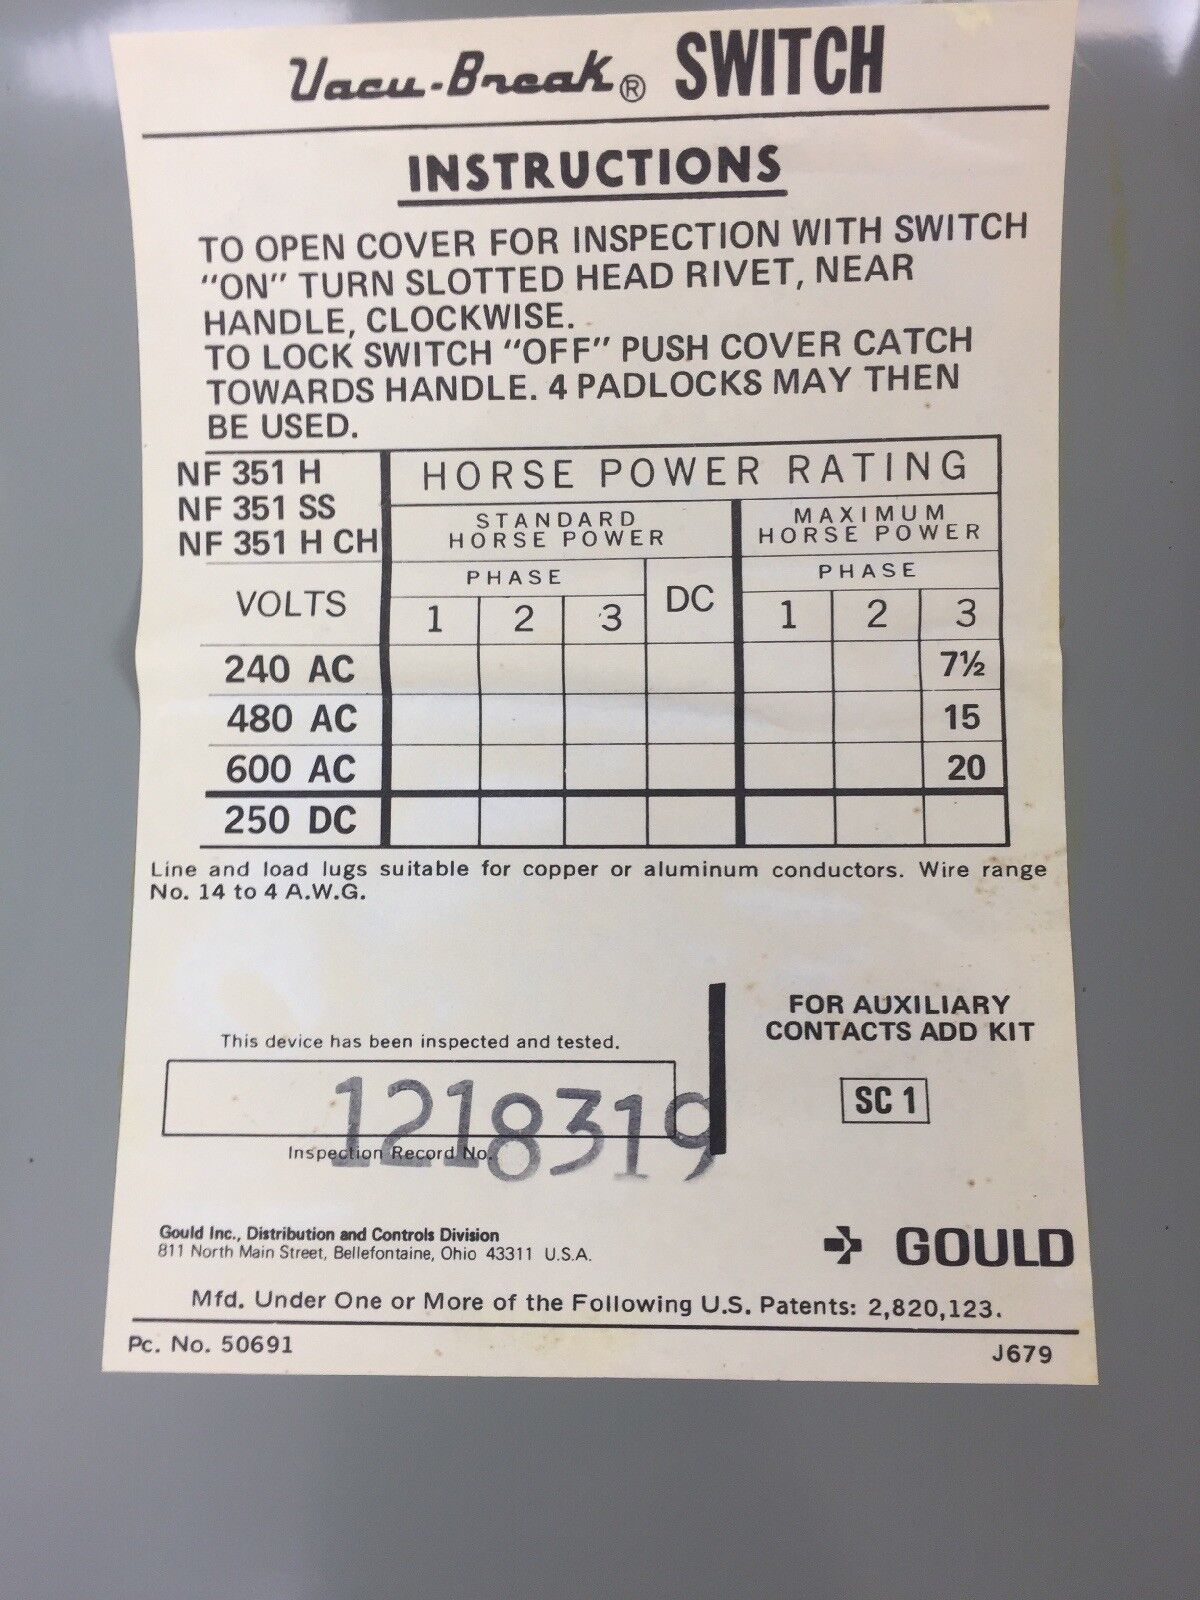 Vacu-Break® SWITCH
INSTRUCTIONS
TO OPEN COVER FOR INSPECTION WITH SWITCH
"ON" TURN SLOTTED HEAD RIVET, NEAR
HANDLE, CLOCKWISE.
TO LOCK SWITCH "OFF" PUSH COVER CATCH
TOWARDS HANDLE. 4 PADLOCKS MAY THEN
BE USED.
NF 351 H
NF 351 SS
NF 351 H CH
HORSE POWER RATING
STANDARD
HORSE POWER
MAXIMUM
HORSE POWER
PHASE
DC
PHASE
VOLTS
1 2 3
1 2 3
240 AC 7½
480 AC 15
600 AC 20
250 DC
Line and load lugs suitable for copper or aluminum conductors. Wire range
No. 14 to 4 A.W.G.
This device has been inspected and tested.
1218319
Inspection Record No.
FOR AUXILIARY
CONTACTS ADD KIT
SC 1
Gould Inc., Distribution and Controls Division
811 North Main Street, Bellefontaine, Ohio 43311 U.S.A.
GOULD
Mfd. Under One or More of the Following U.S. Patents: 2,820,123.
Pc. No. 50691
J679